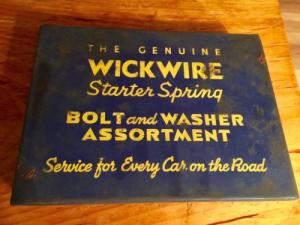 THE GENUINE
WICKWIRE
Starter Spring
BOLT and WASHER
ASSORTMENT
Service for Every Car on the Road